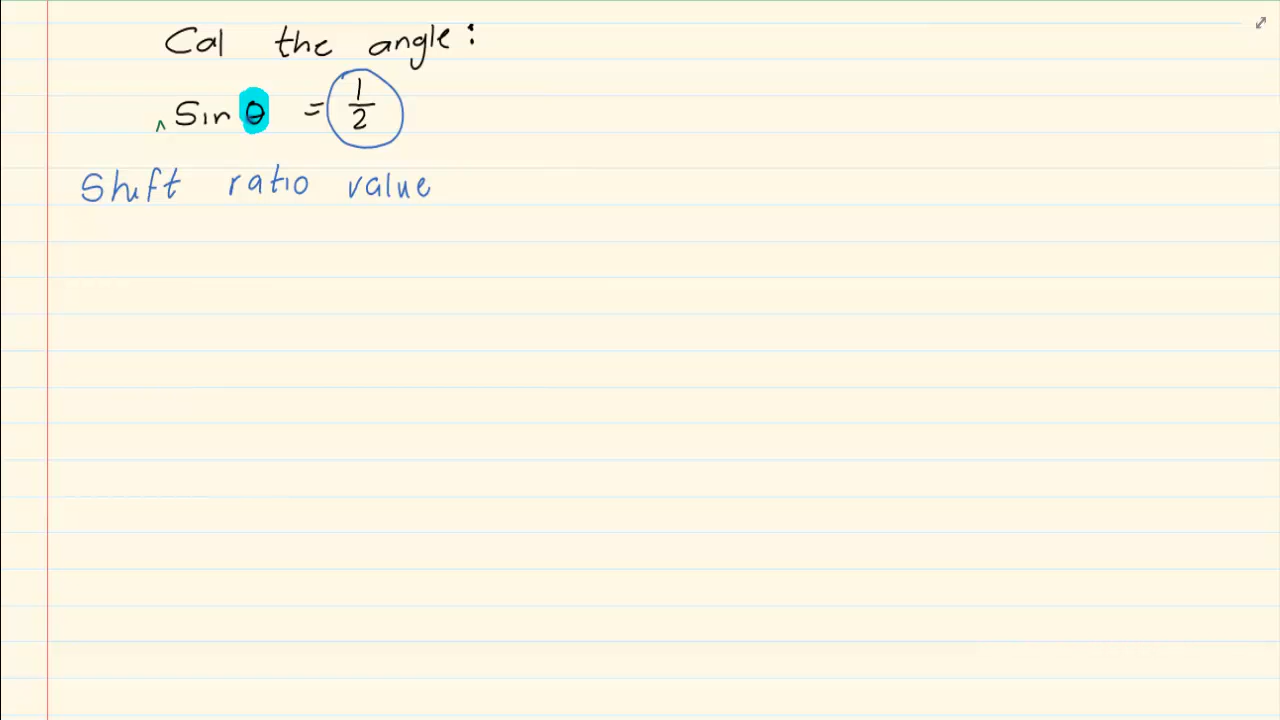 Cal the angle:
^ Sin θ = 1/2
Shift ratio value